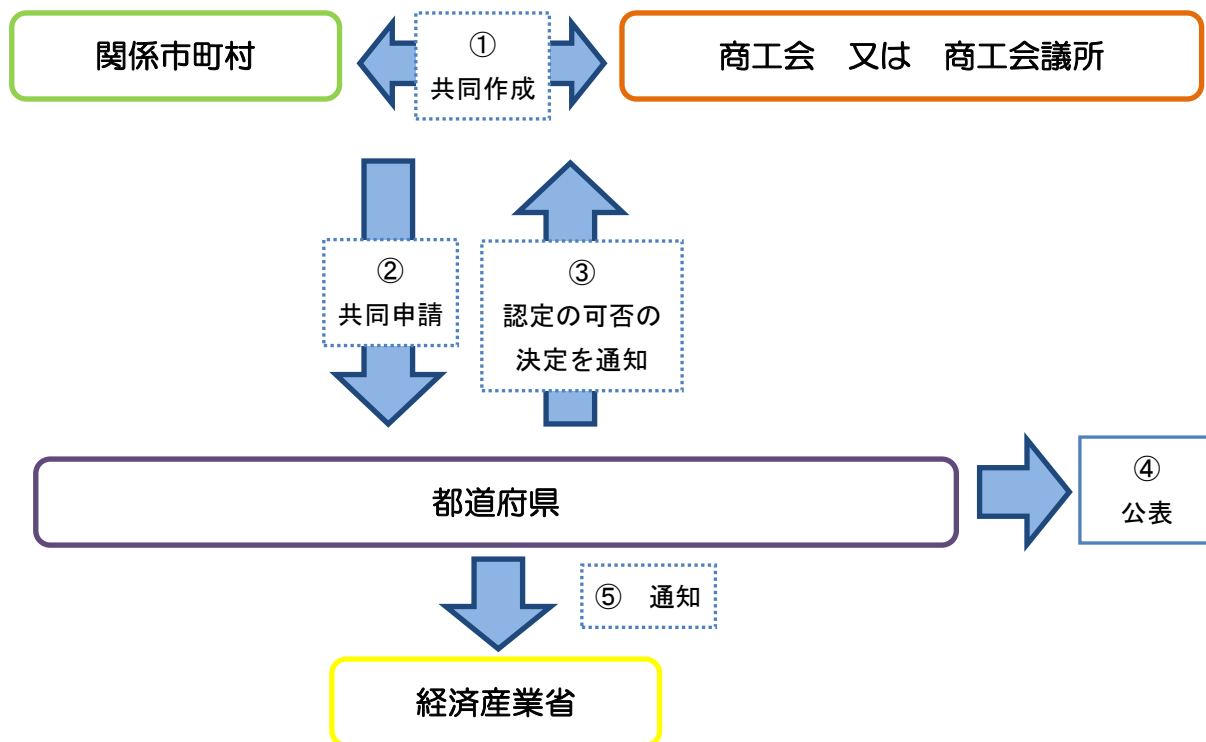 関係市町村
①
共同作成
商工会　又は　商工会議所
②
共同申請
③
認定の可否の
決定を通知
都道府県
④
公表
⑤　通知
経済産業省